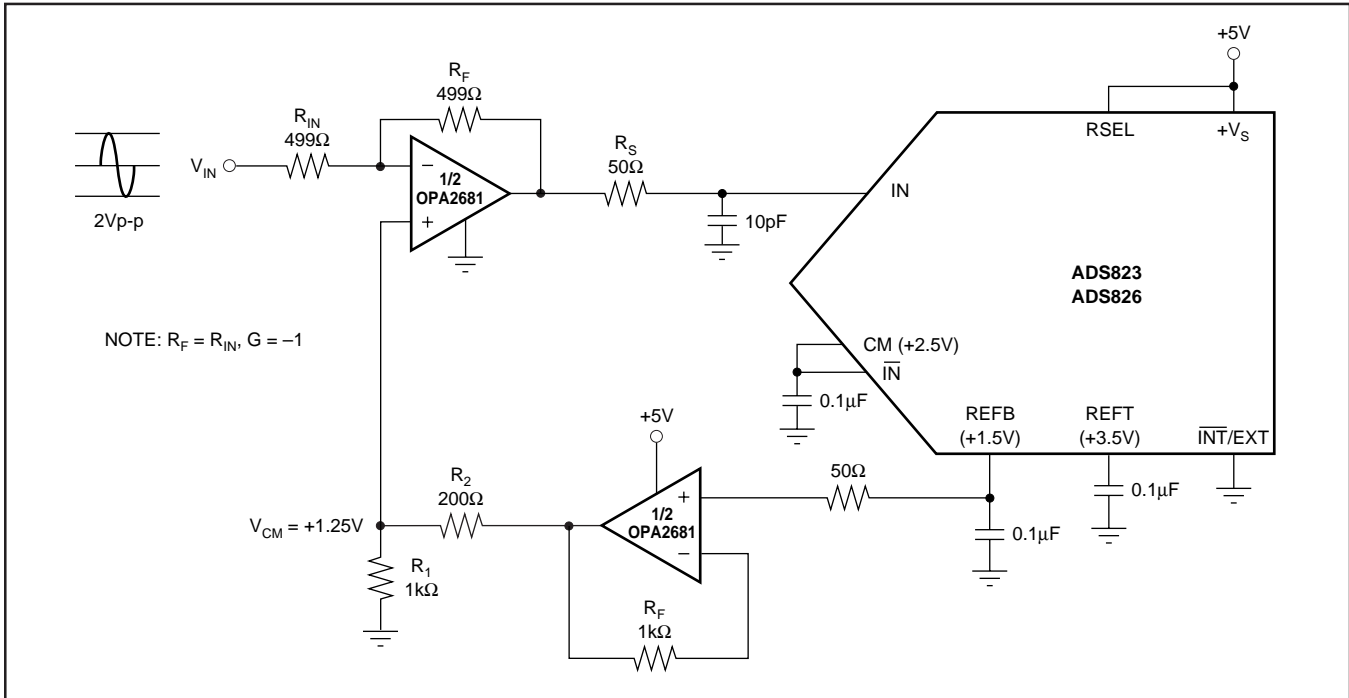 +5V
R_F
499Ω
R_IN
499Ω
RSEL
+V_S
R_S
50Ω
V_IN
–
1/2
OPA2681
+
IN
10pF
2Vp-p
ADS823
ADS826
NOTE: R_F = R_IN, G = –1
CM (+2.5V)
I̅N̅
0.1µF
+5V
REFB
(+1.5V)
REFT
(+3.5V)
I̅N̅T̅/EXT
R_2
200Ω
50Ω
+
1/2
OPA2681
–
0.1µF
V_CM = +1.25V
0.1µF
R_1
1kΩ
R_F
1kΩ